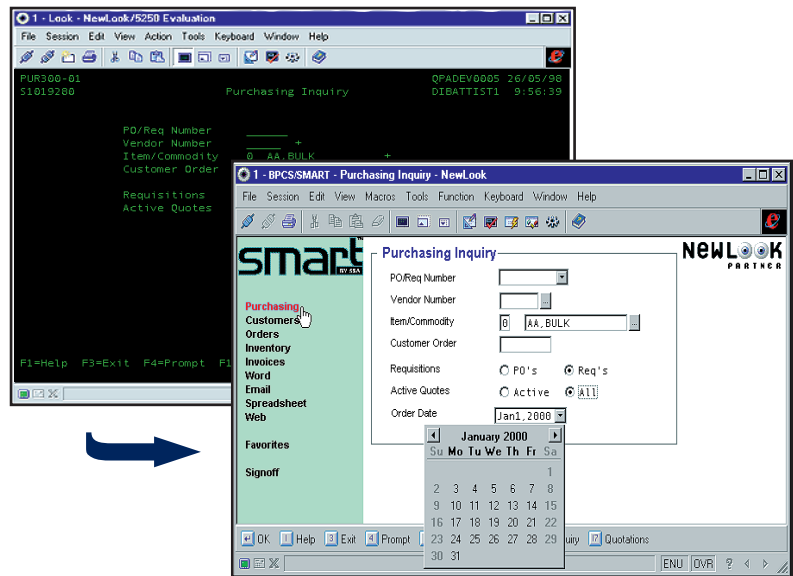 1 - Look - NewLook/5250 Evaluation
File Session Edit View Action Tools Keyboard Window Help
PUR300-01 QPADEV0005 26/05/98
S1019280 Purchasing Inquiry DIBATTIST1 9:56:39
PO/Req Number
Vendor Number +
Item/Commodity 0 AA,BULK +
Customer Order
Requisitions
Active Quotes
F1=Help F3=Exit F4=Prompt
1 - BPCS/SMART - Purchasing Inquiry - NewLook
File Session Edit View Macros Tools Function Keyboard Window Help
smart
BY SSA
Purchasing
Customers
Orders
Inventory
Invoices
Word
Email
Spreadsheet
Web
Favorites
Signoff
Purchasing Inquiry
PO/Req Number
Vendor Number ...
Item/Commodity 0 AA,BULK ...
Customer Order
Requisitions PO's Req's
Active Quotes Active All
Order Date Jan1,2000
January 2000
Su Mo Tu We Th Fr Sa
1
2 3 4 5 6 7 8
9 10 11 12 13 14 15
16 17 18 19 20 21 22
23 24 25 26 27 28 29
30 31
NEWLOOK
PARTNER
OK 1 Help 3 Exit 4 Prompt uiry Quotations
ENU OVR ?